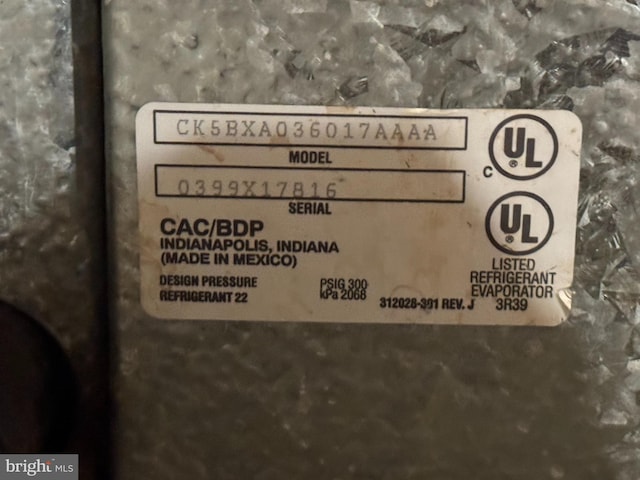 CK5BXA036017AAAA
MODEL
0399X17816
SERIAL
CAC/BDP
INDIANAPOLIS, INDIANA
(MADE IN MEXICO)
DESIGN PRESSURE PSIG 300
REFRIGERANT 22 kPa 2068
312028-391 REV. J
C UL ®
UL ®
LISTED
REFRIGERANT
EVAPORATOR
3R39
bright MLS